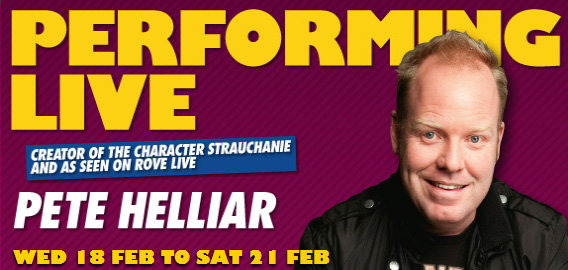 PERFORMING
LIVE
CREATOR OF THE CHARACTER STRAUCHANIE
AND AS SEEN ON ROVE LIVE
PETE HELLIAR
WED 18 FEB TO SAT 21 FEB